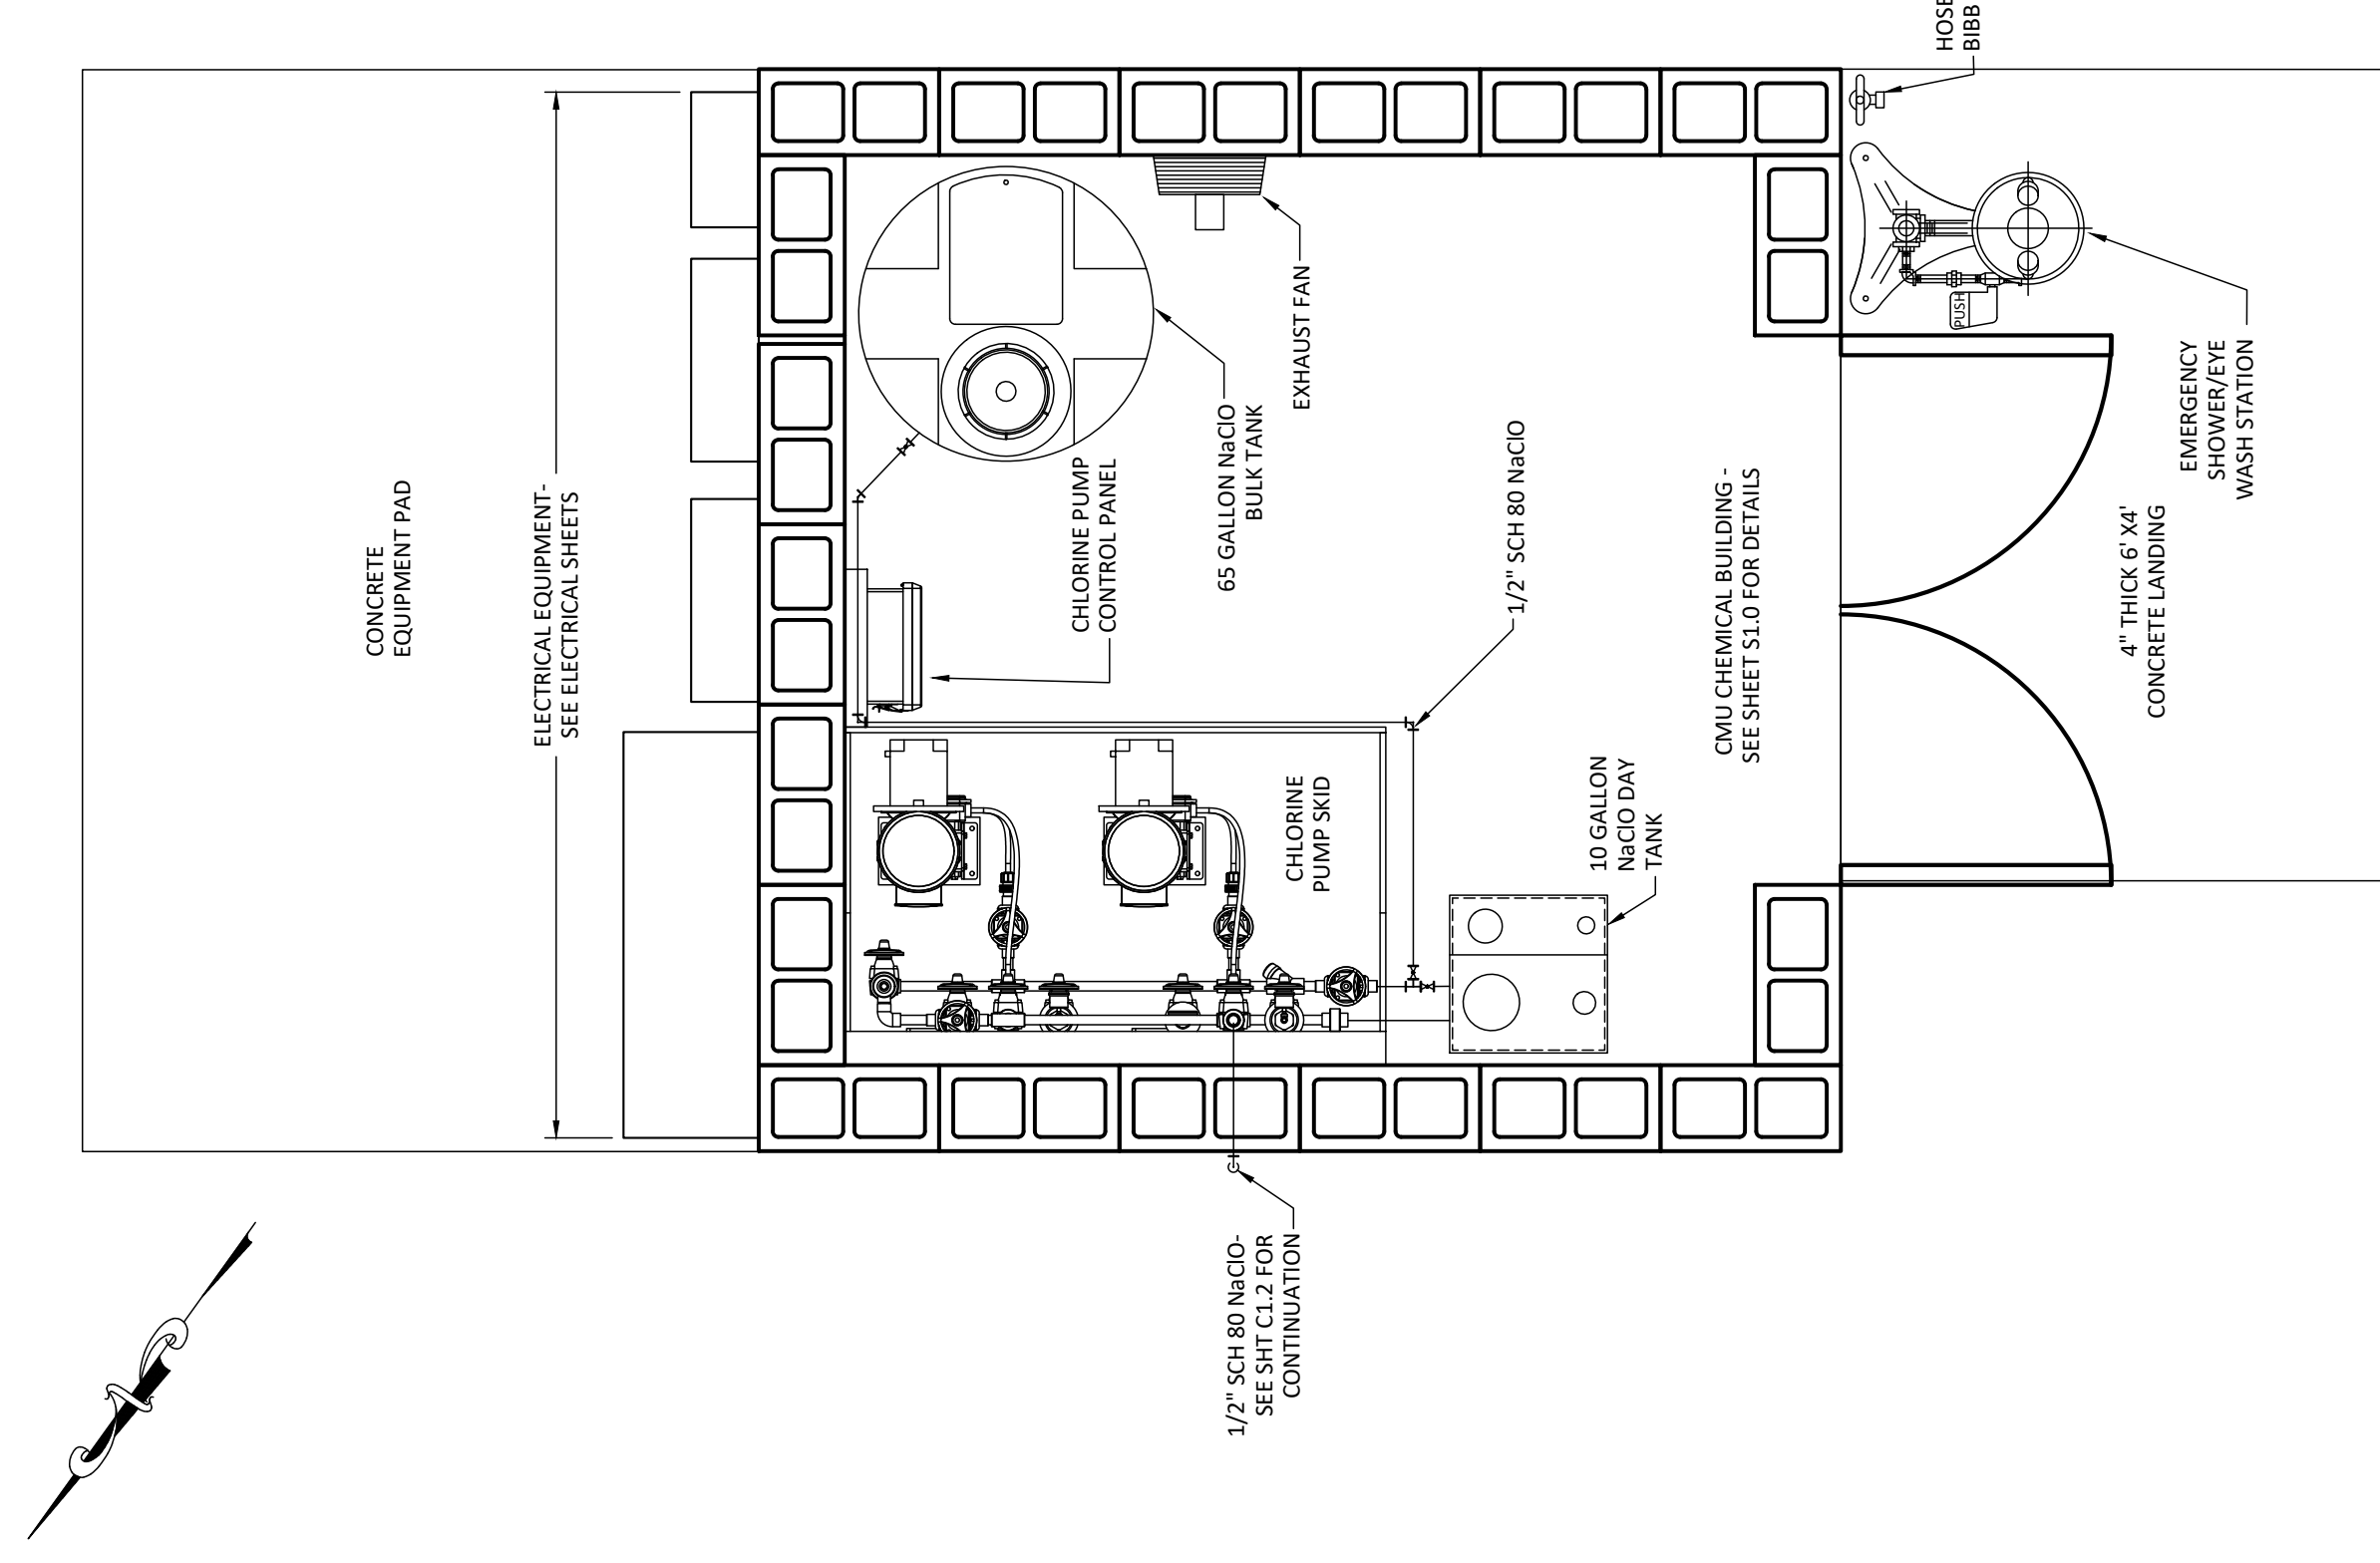 CONCRETE
EQUIPMENT PAD
ELECTRICAL EQUIPMENT-
SEE ELECTRICAL SHEETS
CHLORINE PUMP
CONTROL PANEL
65 GALLON NaClO
BULK TANK
EXHAUST FAN
1/2" SCH 80 NaClO
CHLORINE
PUMP SKID
10 GALLON
NaClO DAY
TANK
CMU CHEMICAL BUILDING -
SEE SHEET S1.0 FOR DETAILS
1/2" SCH 80 NaClO-
SEE SHT C1.2 FOR
CONTINUATION
HOSE
BIBB
PUSH
EMERGENCY
SHOWER/EYE
WASH STATION
4" THICK 6' X4'
CONCRETE LANDING